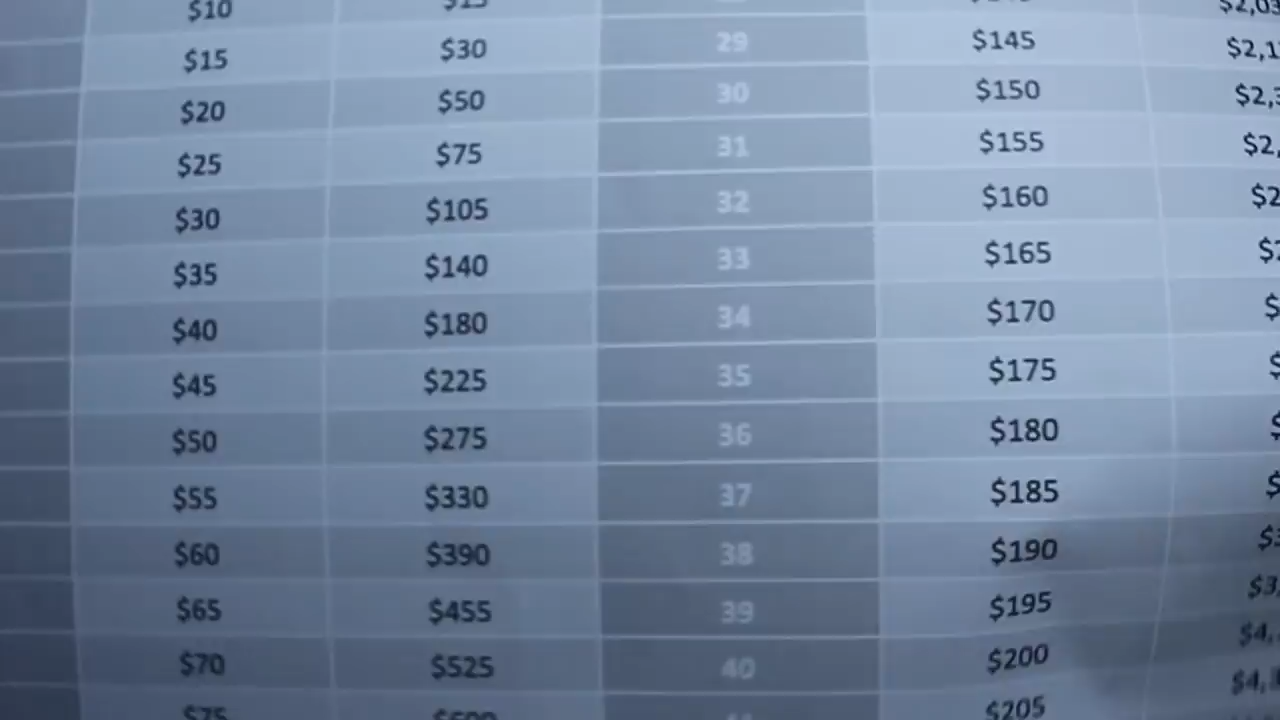 $10
$15 $30 29 $145
$20 $50 30 $150
$25 $75 31 $155
$30 $105 32 $160
$35 $140 33 $165
$40 $180 34 $170
$45 $225 35 $175
$50 $275 36 $180
$55 $330 37 $185
$60 $390 38 $190
$65 $455 39 $195
$70 $525 40 $200
$75 $205